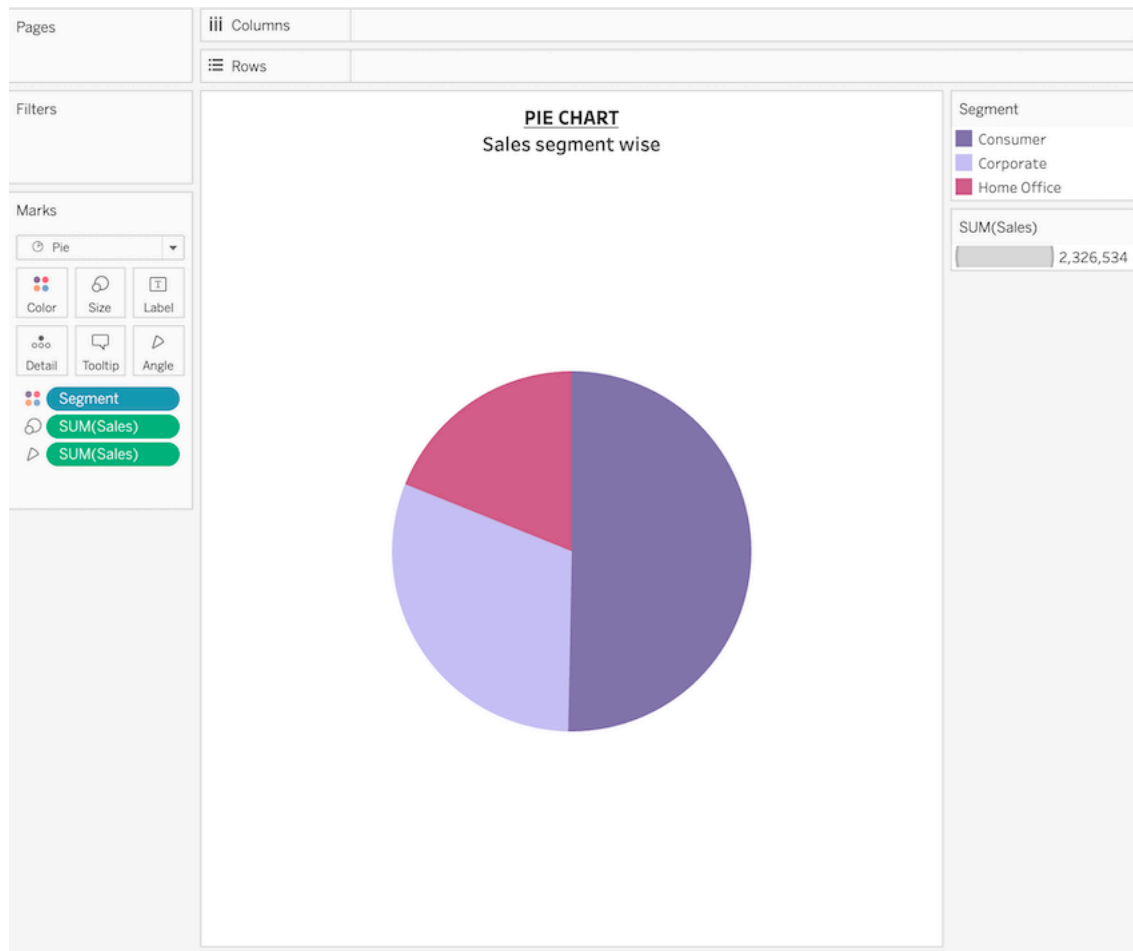 Pages
iii Columns
Rows
Filters
Marks
Pie
Color
Size
T
Label
Detail
Tooltip
Angle
Segment
SUM(Sales)
SUM(Sales)
PIE CHART
Sales segment wise
Segment
Consumer
Corporate
Home Office
SUM(Sales)
2,326,534